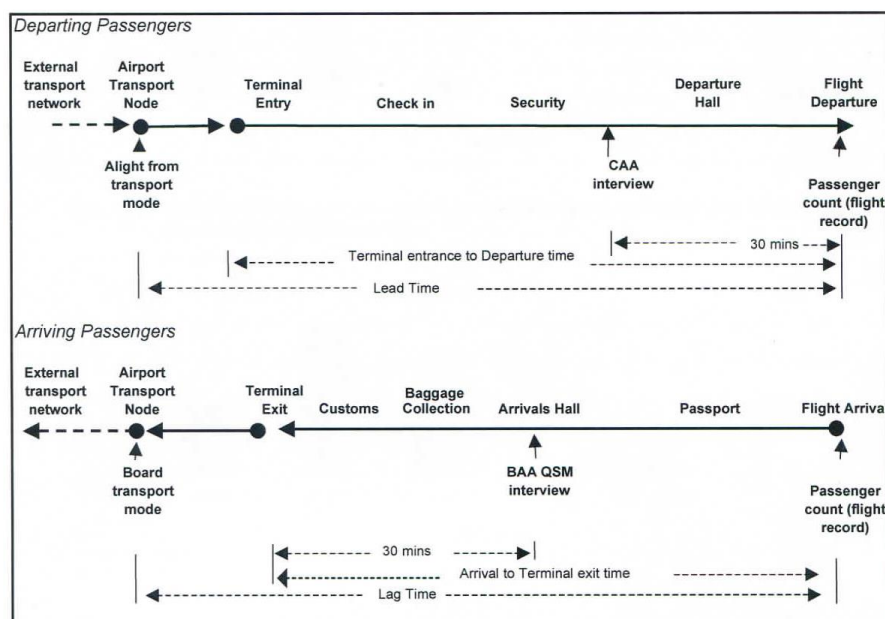 Departing Passengers
External
transport
network
Airport
Transport
Node
Terminal
Entry
Check in
Security
Departure
Hall
Flight
Departure
Alight from
transport
mode
CAA
interview
Passenger
count (flight
record)
30 mins
Terminal entrance to Departure time
Lead Time
Arriving Passengers
External
transport
network
Airport
Transport
Node
Terminal
Exit
Customs
Baggage
Collection
Arrivals Hall
Passport
Flight Arrival
Board
transport
mode
BAA QSM
interview
Passenger
count (flight
record)
30 mins
Arrival to Terminal exit time
Lag Time